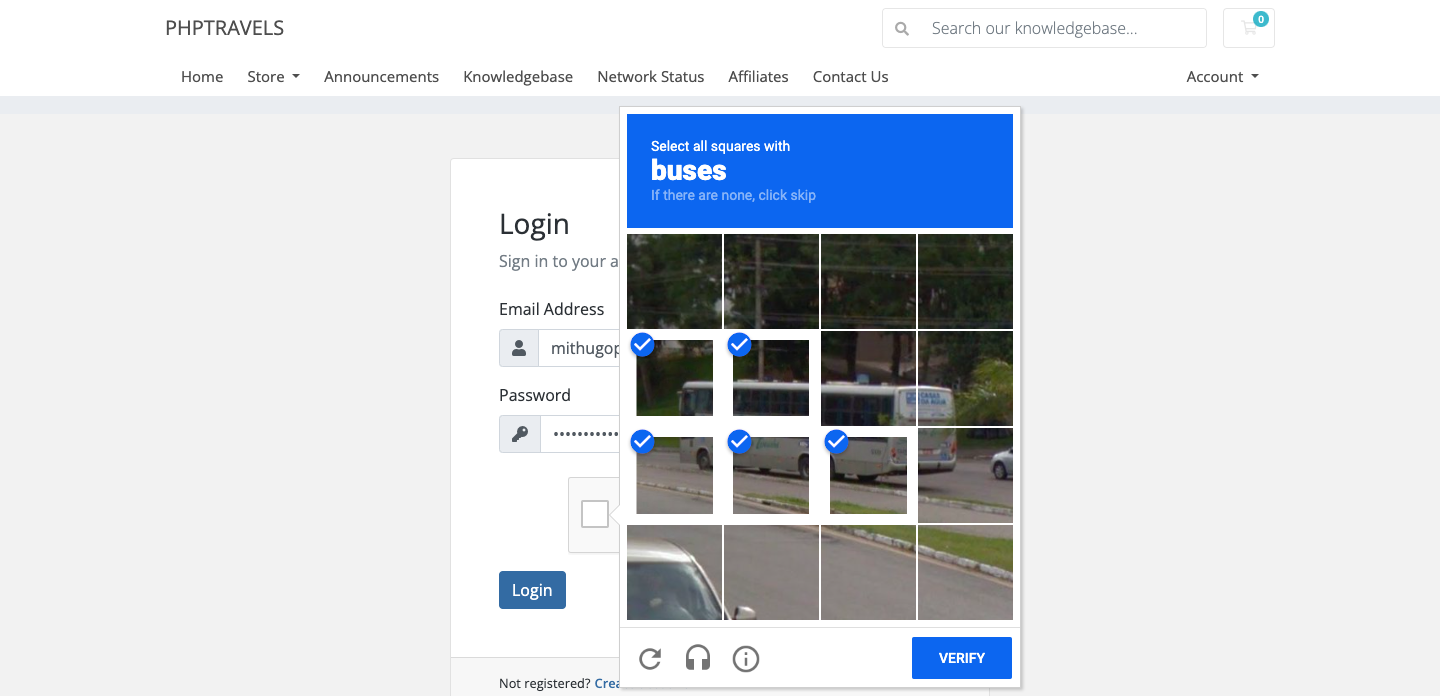 PHPTRAVELS
Search our knowledgebase...
0
Home
Store
Announcements
Knowledgebase
Network Status
Affiliates
Contact Us
Account
Select all squares with
buses
If there are none, click skip
Login
Sign in to your a
Email Address
mithugop
Password
Login
VERIFY
Not registered? Crea